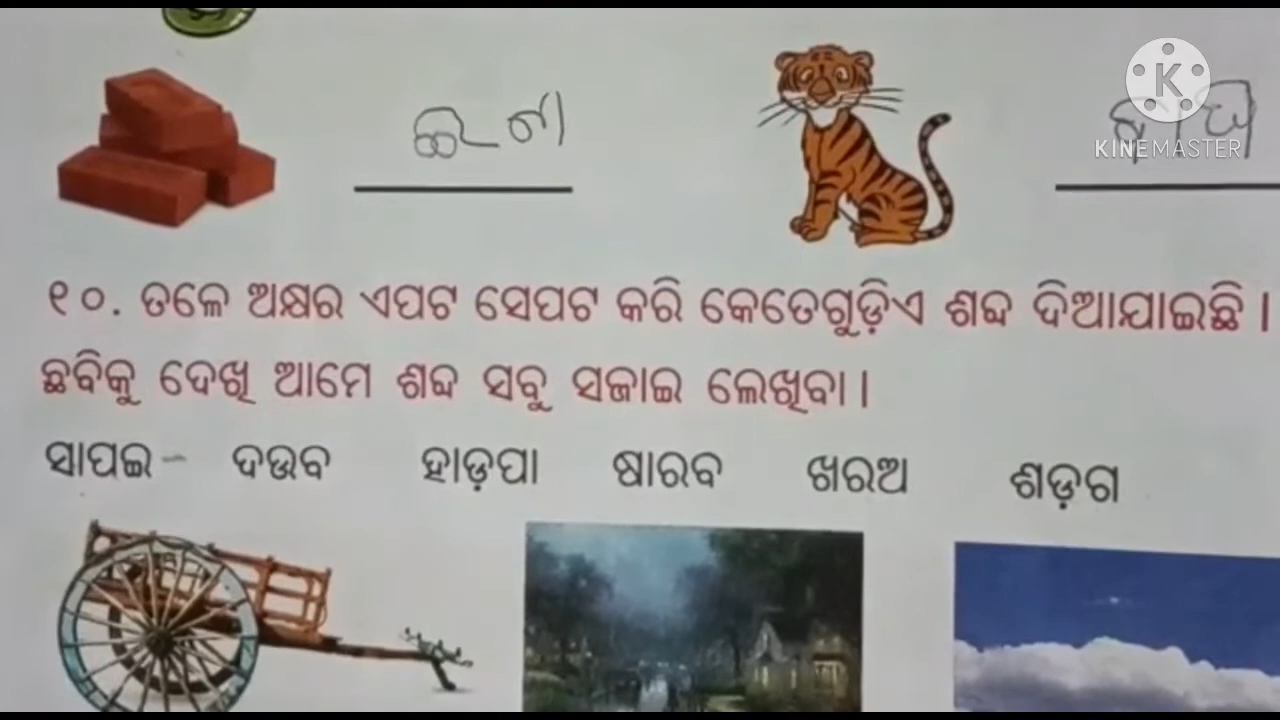 ଇଟା
ବାଘ
KINEMASTER
୧୦. ତଳେ ଅକ୍ଷର ଏପଟ ସେପଟ କରି କେତେଗୁଡ଼ିଏ ଶବ୍ଦ ଦିଆଯାଇଛି ।
ଛବିକୁ ଦେଖି ଆମେ ଶବ୍ଦ ସବୁ ସଜାଇ ଲେଖିବା ।
ସାପଇ – ଦଉବ ହାଡ଼ପା ଷାରବ ଖରଅ ଶଡ଼ଗ